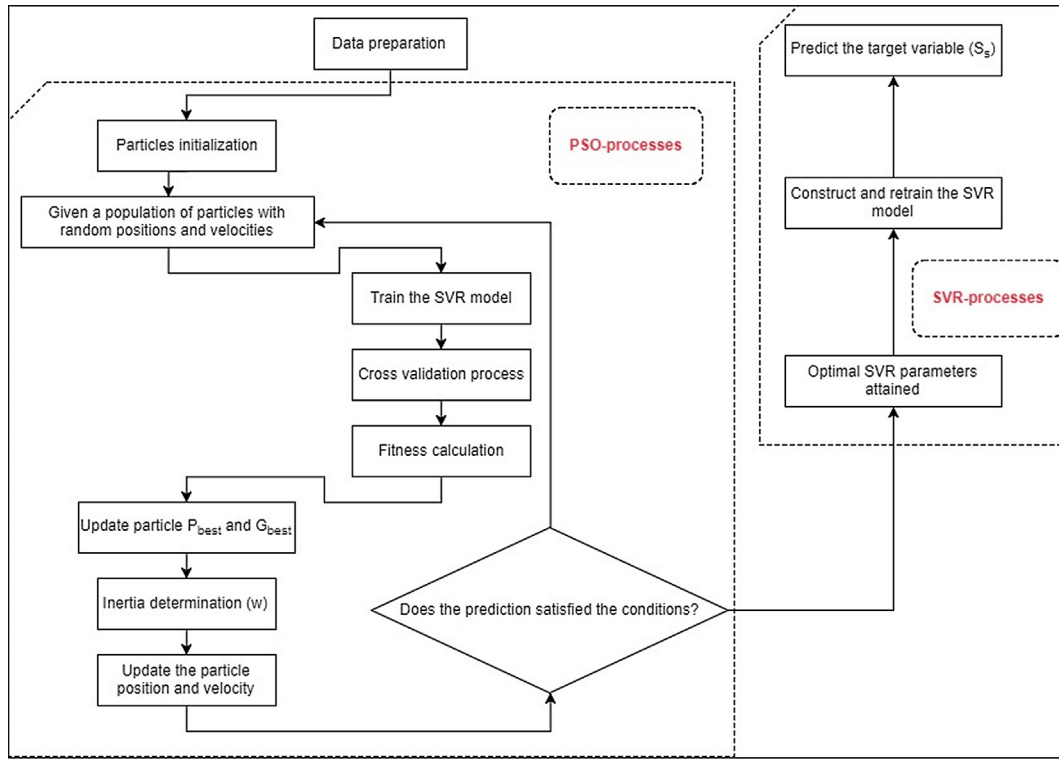 Data preparation
Particles initialization
PSO-processes
Given a population of particles with
random positions and velocities
Train the SVR model
Cross validation process
Fitness calculation
Update particle Pbest and Gbest
Inertia determination (w)
Update the particle
position and velocity
Does the prediction satisfied the conditions?
Predict the target variable (Ss)
Construct and retrain the SVR
model
SVR-processes
Optimal SVR parameters
attained